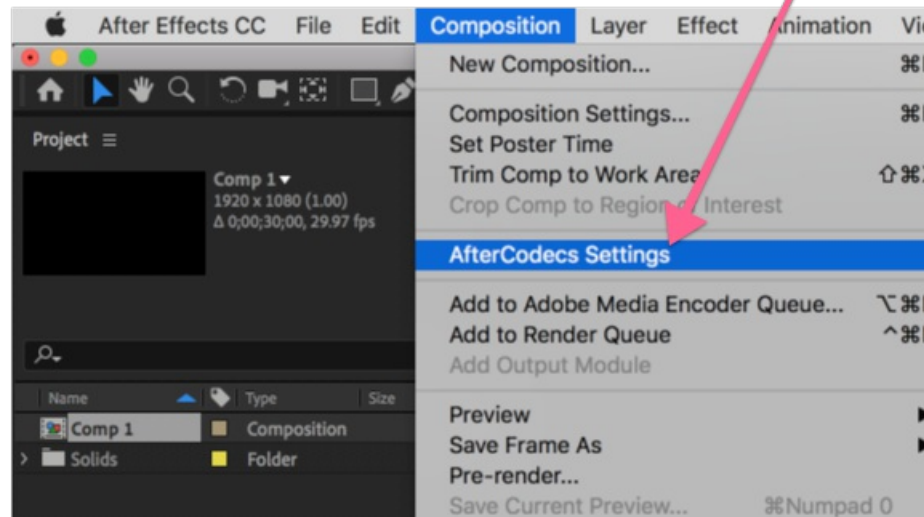 After Effects CC File Edit Composition Layer Effect Animation
New Composition... ⌘
Project
Composition Settings... ⌘
Set Poster Time
Comp 1
Trim Comp to Work Area ⇧⌘
1920 x 1080 (1.00)
Crop Comp to Region of Interest
Δ 0;00;30;00, 29.97 fps
AfterCodecs Settings
Add to Adobe Media Encoder Queue... ⌥⌘
Add to Render Queue ^⌘
Add Output Module
Name Type Size
Preview
Comp 1 Composition
Save Frame As
Solids Folder
Pre-render...
Save Current Preview... ⌘Numpad 0